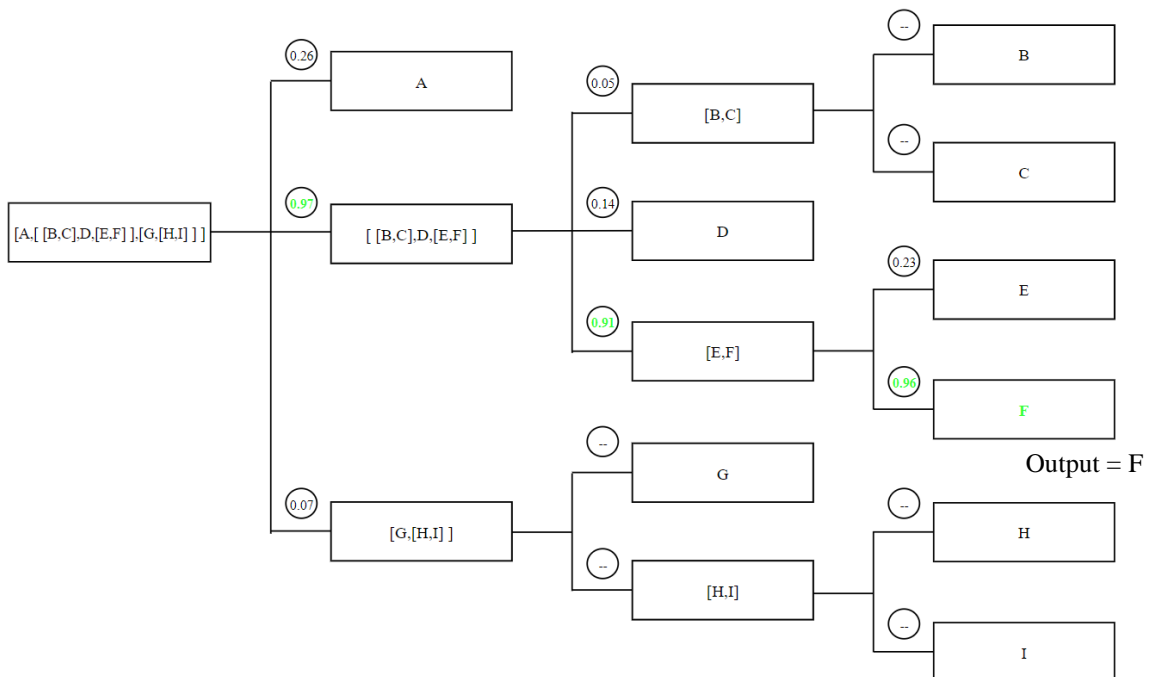 --
B
0.26
A
0.05
[B,C]
--
C
0.97
[A,[ [B,C],D,[E,F] ],[G,[H,I] ] ]
[ [B,C],D,[E,F] ]
0.14
D
0.23
E
0.91
[E,F]
0.96
F
Output = F
--
G
0.07
[G,[H,I] ]
--
H
--
[H,I]
--
I